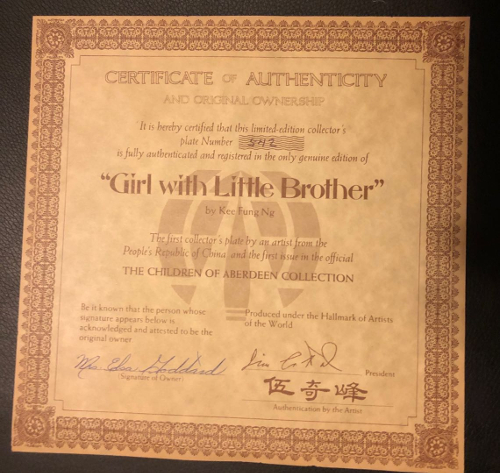 CERTIFICATE OF AUTHENTICITY
AND ORIGINAL OWNERSHIP
It is hereby certified that this limited-edition collector's
plate Number 542
is fully authenticated and registered in the only genuine edition of
"Girl with Little Brother"
by Kee Fung Ng
The first collector's plate by an artist from the
People's Republic of China and the first issue in the official
THE CHILDREN OF ABERDEEN COLLECTION
Be it known that the person whose
signature appears below is
acknowledged and attested to be the
original owner
Produced under the Hallmark of Artists
of the World
Mrs Edsa Goddard
Signature of Owner
President
伍奇峰
Authentication by the Artist